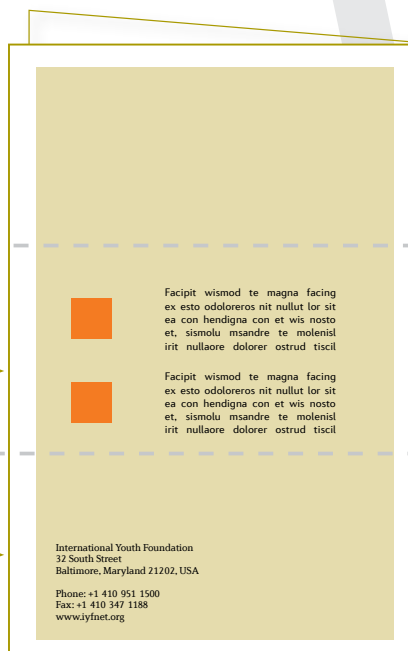 Facipit wismod te magna facing
ex esto odoloreros nit nullut lor sit
ea con hendigna con et wis nosto
et, sismolu msandre te molenisl
irit nullaore dolorer ostrud tiscil
Facipit wismod te magna facing
ex esto odoloreros nit nullut lor sit
ea con hendigna con et wis nosto
et, sismolu msandre te molenisl
irit nullaore dolorer ostrud tiscil
International Youth Foundation
32 South Street
Baltimore, Maryland 21202, USA
Phone: +1 410 951 1500
Fax: +1 410 347 1188
www.iyfnet.org